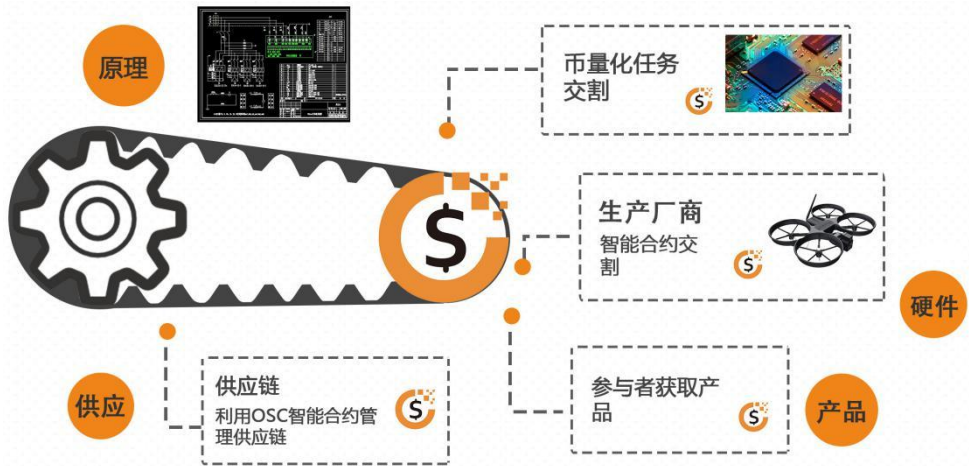 原理
币量化任务
交割
$
$
生产厂商
智能合约交
割
$
硬件
供应
供应链
利用OSC智能合约管
理供应链
$
参与者获取产
品
$
产品